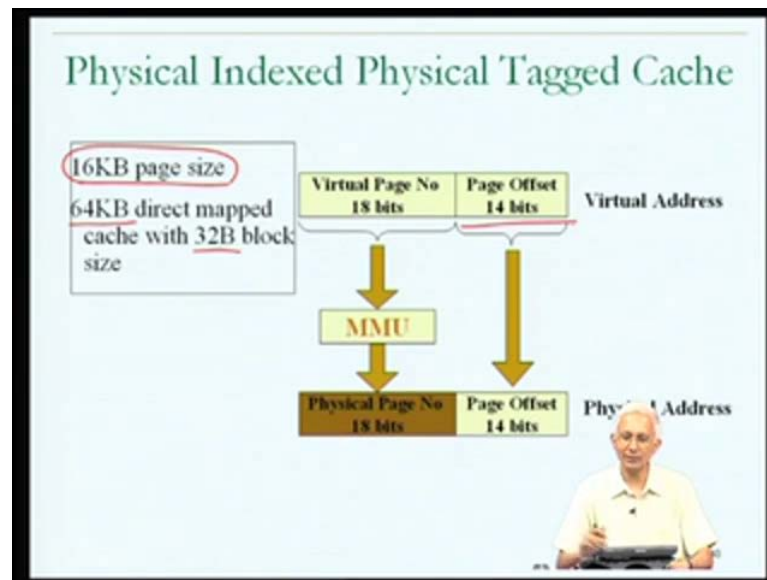 Physical Indexed Physical Tagged Cache
16KB page size
64KB direct mapped
cache with 32B block
size
Virtual Page No
18 bits
Page Offset
14 bits
Virtual Address
MMU
Physical Page No
18 bits
Page Offset
14 bits
Address